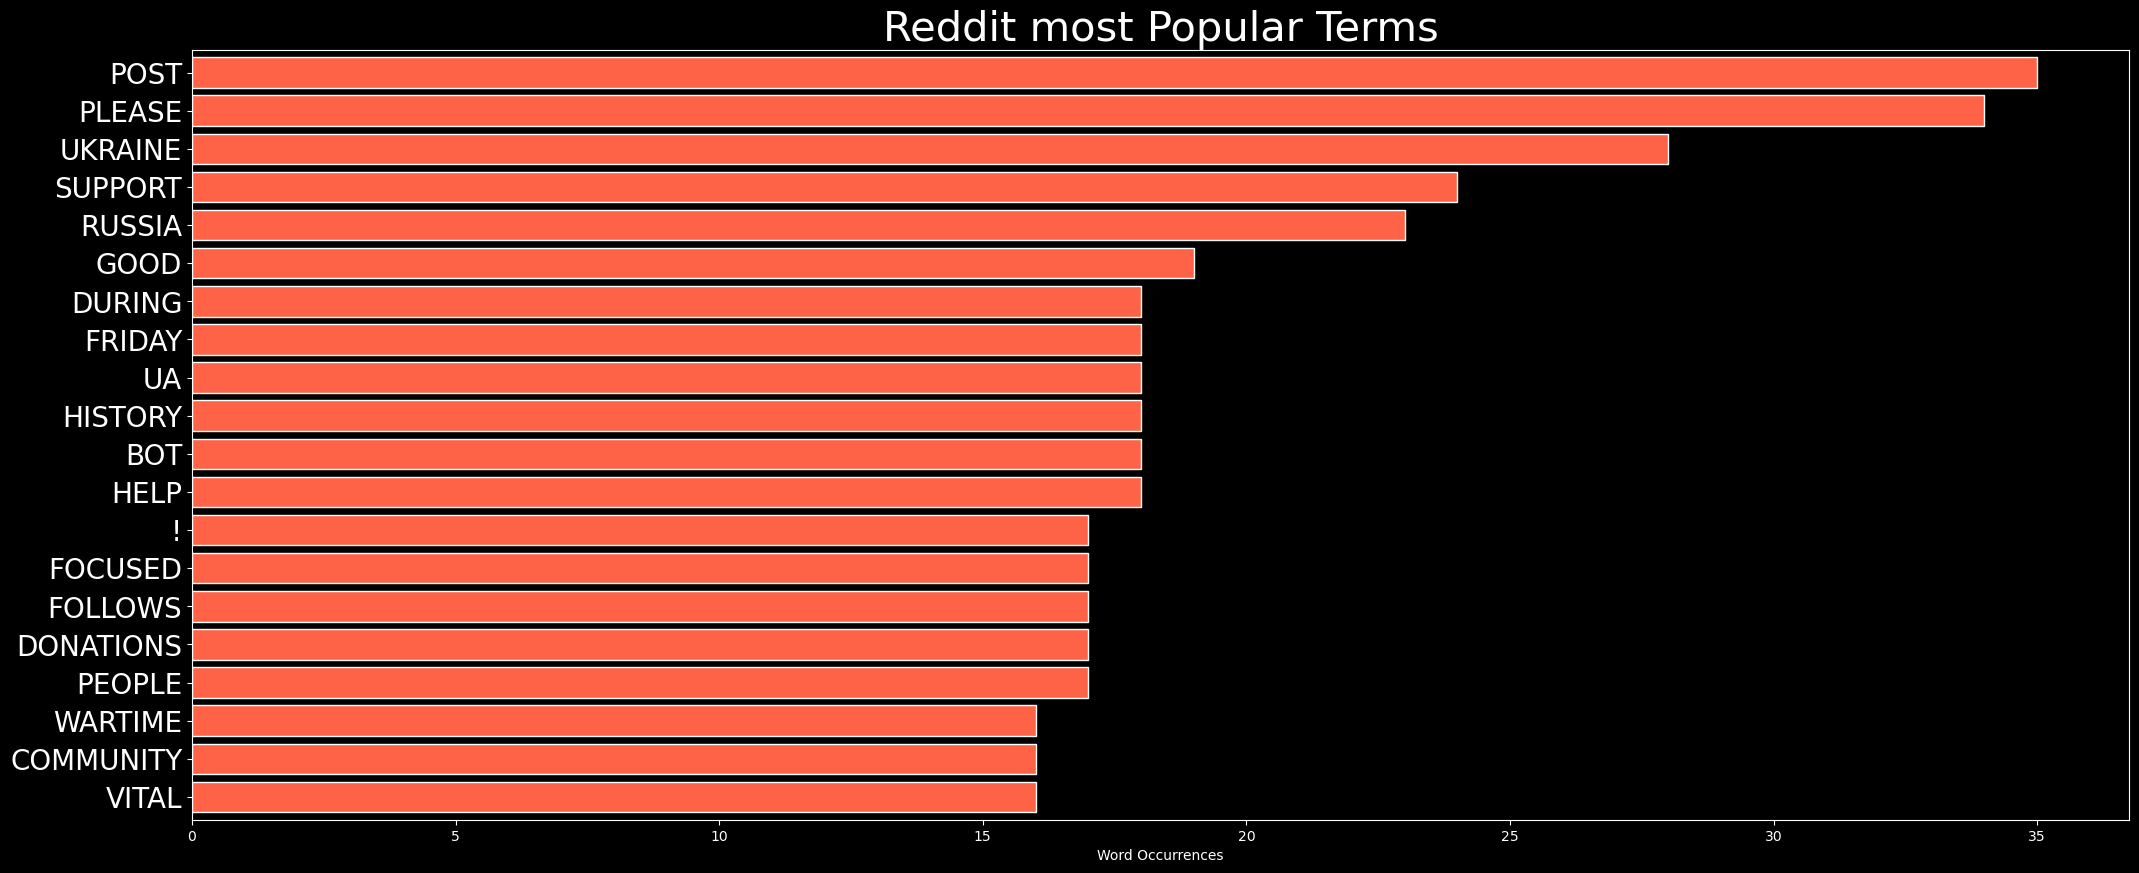 Reddit most Popular Terms
POST
PLEASE
UKRAINE
SUPPORT
RUSSIA
GOOD
DURING
FRIDAY
UA
HISTORY
BOT
HELP
!
FOCUSED
FOLLOWS
DONATIONS
PEOPLE
WARTIME
COMMUNITY
VITAL
0 5 10 15 20 25 30 35
Word Occurrences